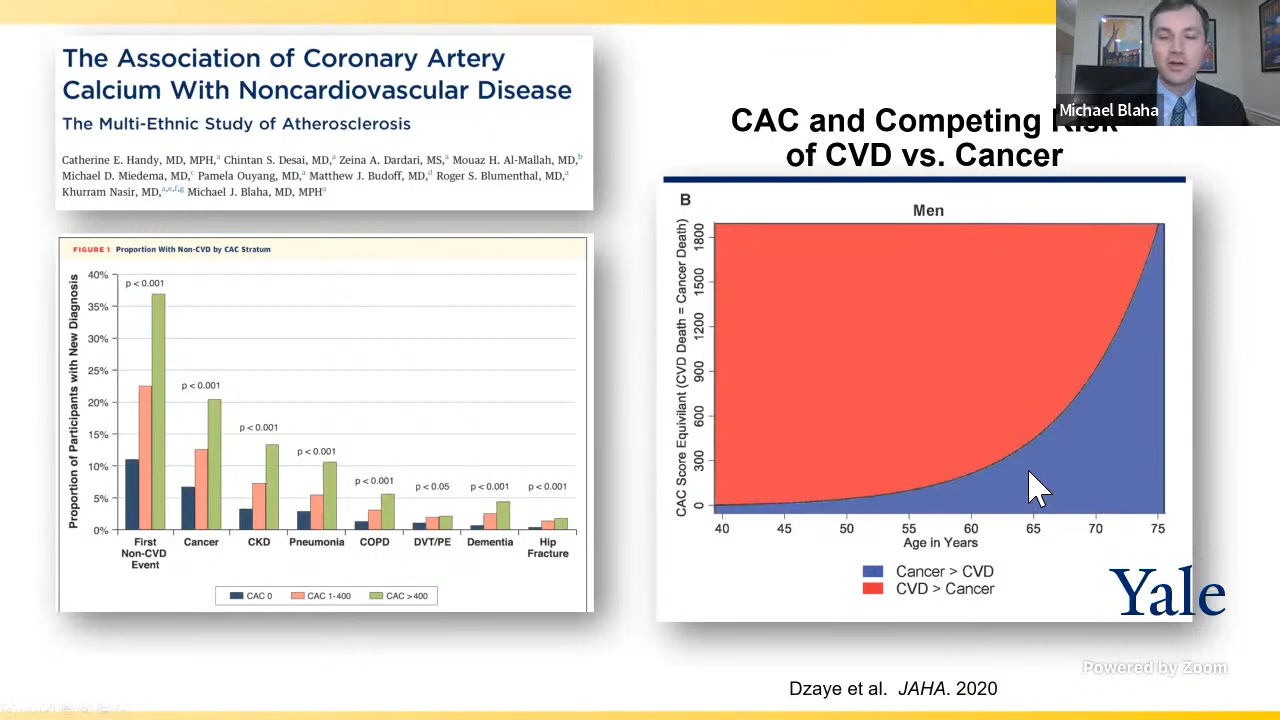 The Association of Coronary Artery
Calcium With Noncardiovascular Disease
The Multi-Ethnic Study of Atherosclerosis
Catherine E. Handy, MD, MPH,a Chintan S. Desai, MD,a Zeina A. Dardari, MS,a Mouaz H. Al-Mallah, MD,b
Michael D. Miedema, MD,c Pamela Ouyang, MD,a Matthew J. Budoff, MD,d Roger S. Blumenthal, MD,a
Khurram Nasir, MD,a,e,f,g Michael J. Blaha, MD, MPHa
FIGURE 1 Proportion With Non-CVD by CAC Stratum
Proportion of Participants with New Diagnosis
40%
35%
30%
25%
20%
15%
10%
5%
0%
p < 0.001
p < 0.001
p < 0.001
p < 0.001
p < 0.001
p < 0.05
p < 0.001
p < 0.001
First
Non-CVD
Event
Cancer
CKD
Pneumonia
COPD
DVT/PE
Dementia
Hip
Fracture
CAC 0
CAC 1-400
CAC >400
Michael Blaha
CAC and Competing Risk
of CVD vs. Cancer
B
Men
CAC Score Equivilant (CVD Death = Cancer Death)
1800
1500
1200
900
600
300
0
40 45 50 55 60 65 70 75
Age in Years
Cancer > CVD
CVD > Cancer
Yale
Powered by Zoom
Dzaye et al. JAHA. 2020